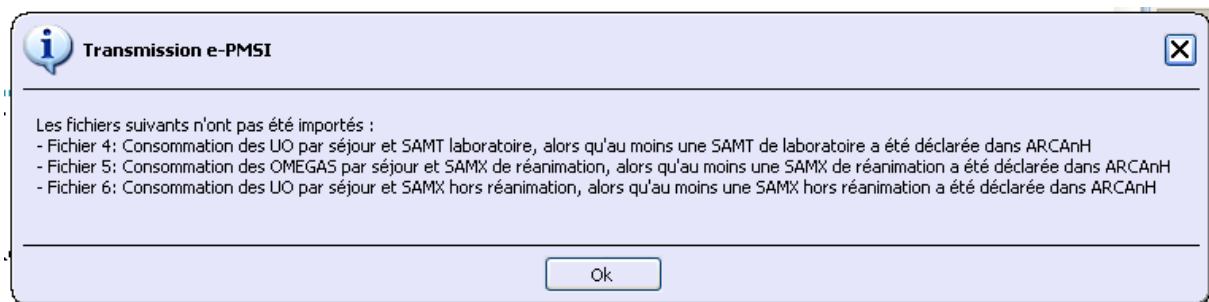 Transmission e-PMSI
Les fichiers suivants n'ont pas été importés :
- Fichier 4: Consommation des UO par séjour et SAMT laboratoire, alors qu'au moins une SAMT de laboratoire a été déclarée dans ARCAnH
- Fichier 5: Consommation des OMEGAS par séjour et SAMX de réanimation, alors qu'au moins une SAMX de réanimation a été déclarée dans ARCAnH
- Fichier 6: Consommation des UO par séjour et SAMX hors réanimation, alors qu'au moins une SAMX hors réanimation a été déclarée dans ARCAnH
Ok